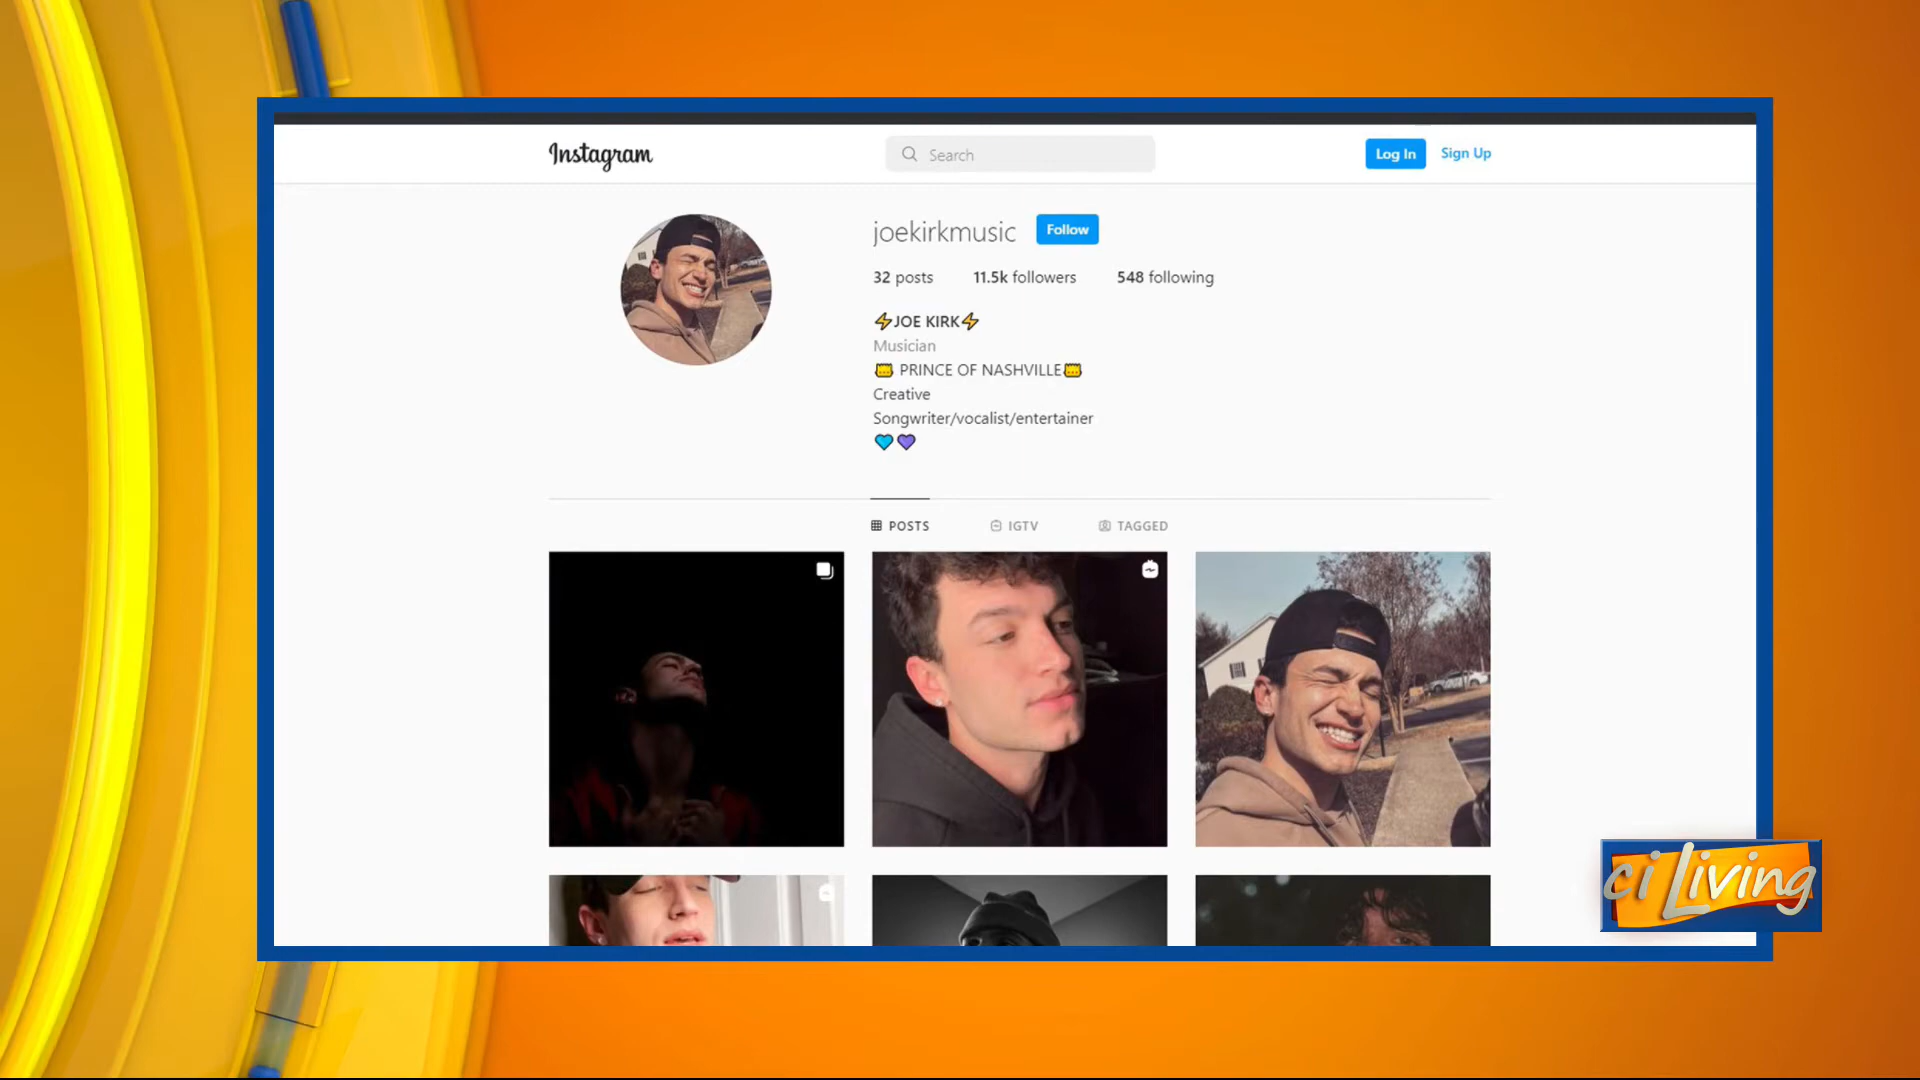 Instagram
Search
Log In
Sign Up
joekirkmusic
Follow
32 posts
11.5k followers
548 following
⚡JOE KIRK⚡
Musician
PRINCE OF NASHVILLE
Creative
Songwriter/vocalist/entertainer
POSTS
IGTV
TAGGED
ci Living